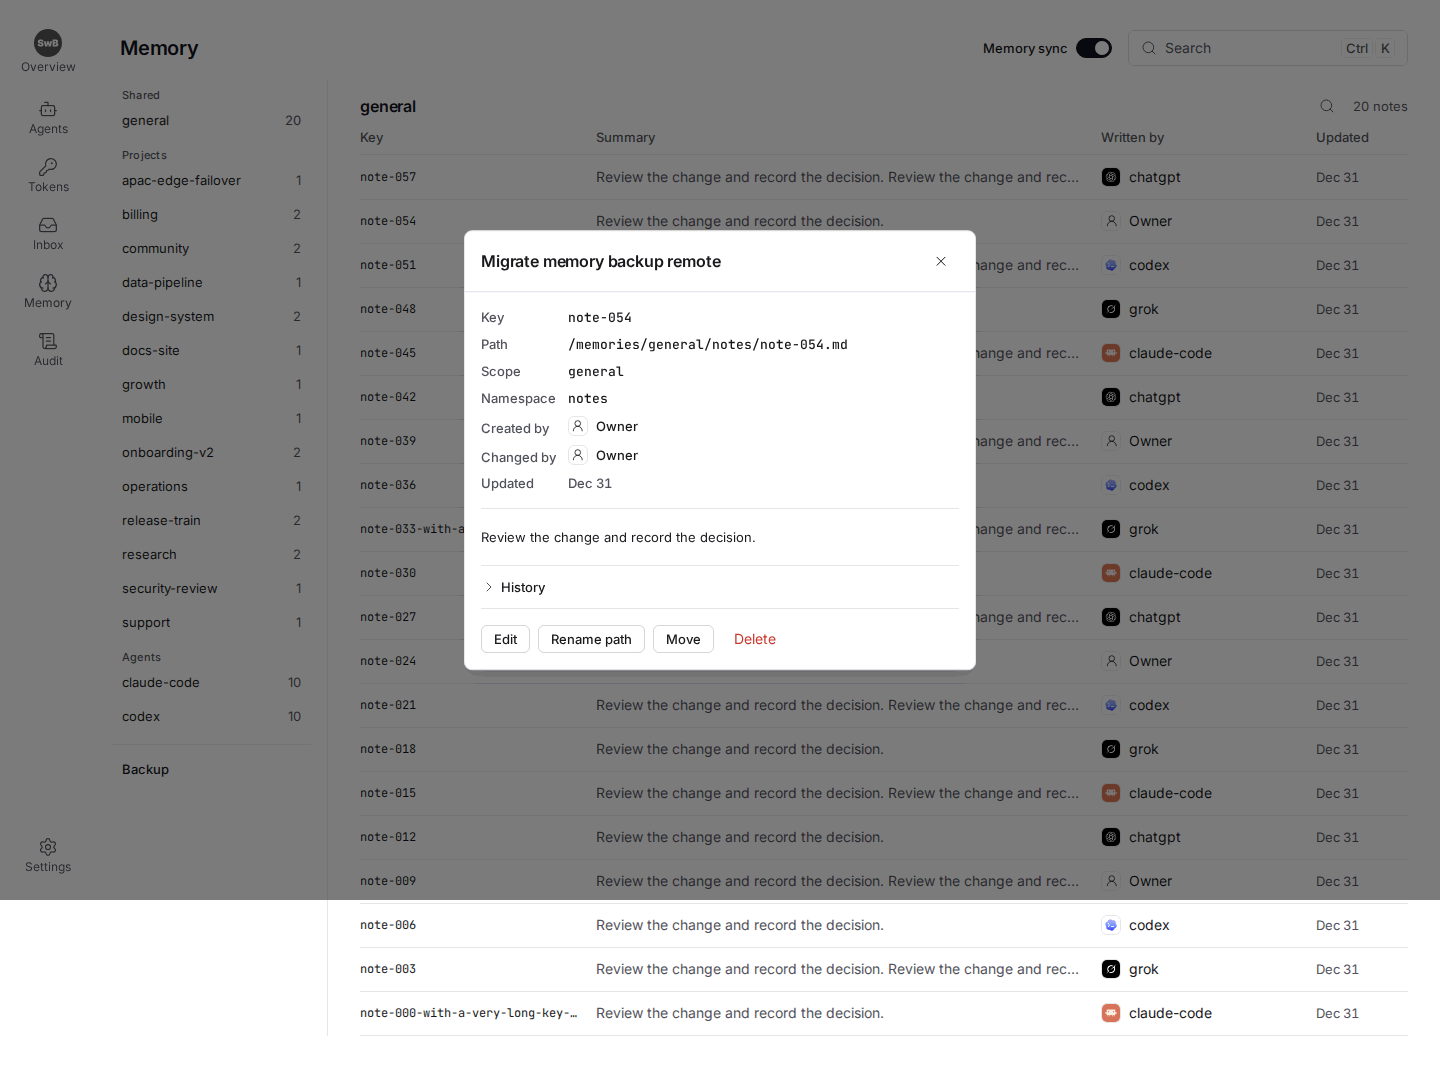 SwB
Overview
Agents
Tokens
Inbox
Memory
Audit
Settings
Memory
Memory sync
Search
Ctrl K
Shared
general 20
Projects
apac-edge-failover 1
billing 2
community 2
data-pipeline 1
design-system 2
docs-site 1
growth 1
mobile 1
onboarding-v2 2
operations 1
release-train 2
research 2
security-review 1
support 1
Agents
claude-code 10
codex 10
Backup
general
20 notes
Key Summary Written by Updated
note-057 Review the change and record the decision. Review the change and rec... chatgpt Dec 31
note-054 Review the change and record the decision. Owner Dec 31
note-051 ange and rec... codex Dec 31
note-048 grok Dec 31
note-045 ange and rec... claude-code Dec 31
note-042 chatgpt Dec 31
note-039 ange and rec... Owner Dec 31
note-036 codex Dec 31
note-033-with-a ange and rec... grok Dec 31
note-030 claude-code Dec 31
note-027 ange and rec... chatgpt Dec 31
note-024 Owner Dec 31
note-021 Review the change and record the decision. Review the change and rec... codex Dec 31
note-018 Review the change and record the decision. grok Dec 31
note-015 Review the change and record the decision. Review the change and rec... claude-code Dec 31
note-012 Review the change and record the decision. chatgpt Dec 31
note-009 Review the change and record the decision. Review the change and rec... Owner Dec 31
note-006 Review the change and record the decision. codex Dec 31
note-003 Review the change and record the decision. Review the change and rec... grok Dec 31
note-000-with-a-very-long-key-… Review the change and record the decision. claude-code Dec 31
Migrate memory backup remote
Key note-054
Path /memories/general/notes/note-054.md
Scope general
Namespace notes
Created by Owner
Changed by Owner
Updated Dec 31
Review the change and record the decision.
History
Edit Rename path Move Delete